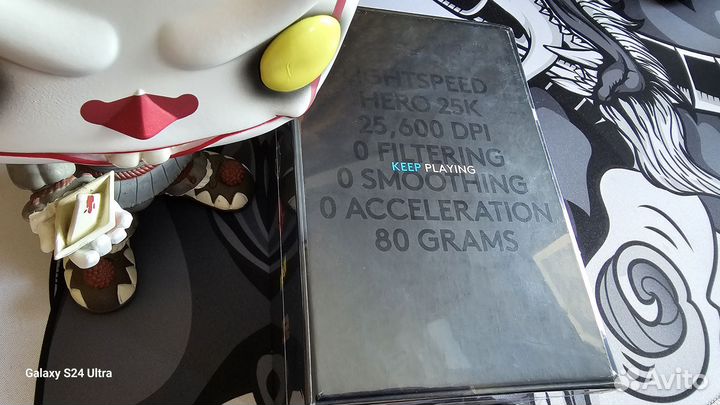 IGHTSPEED
HERO 25K
25,600 DPI
0 FILTERING
KEEP PLAYING
0 SMOOTHING
0 ACCELERATION
80 GRAMS
Galaxy S24 Ultra
Avito